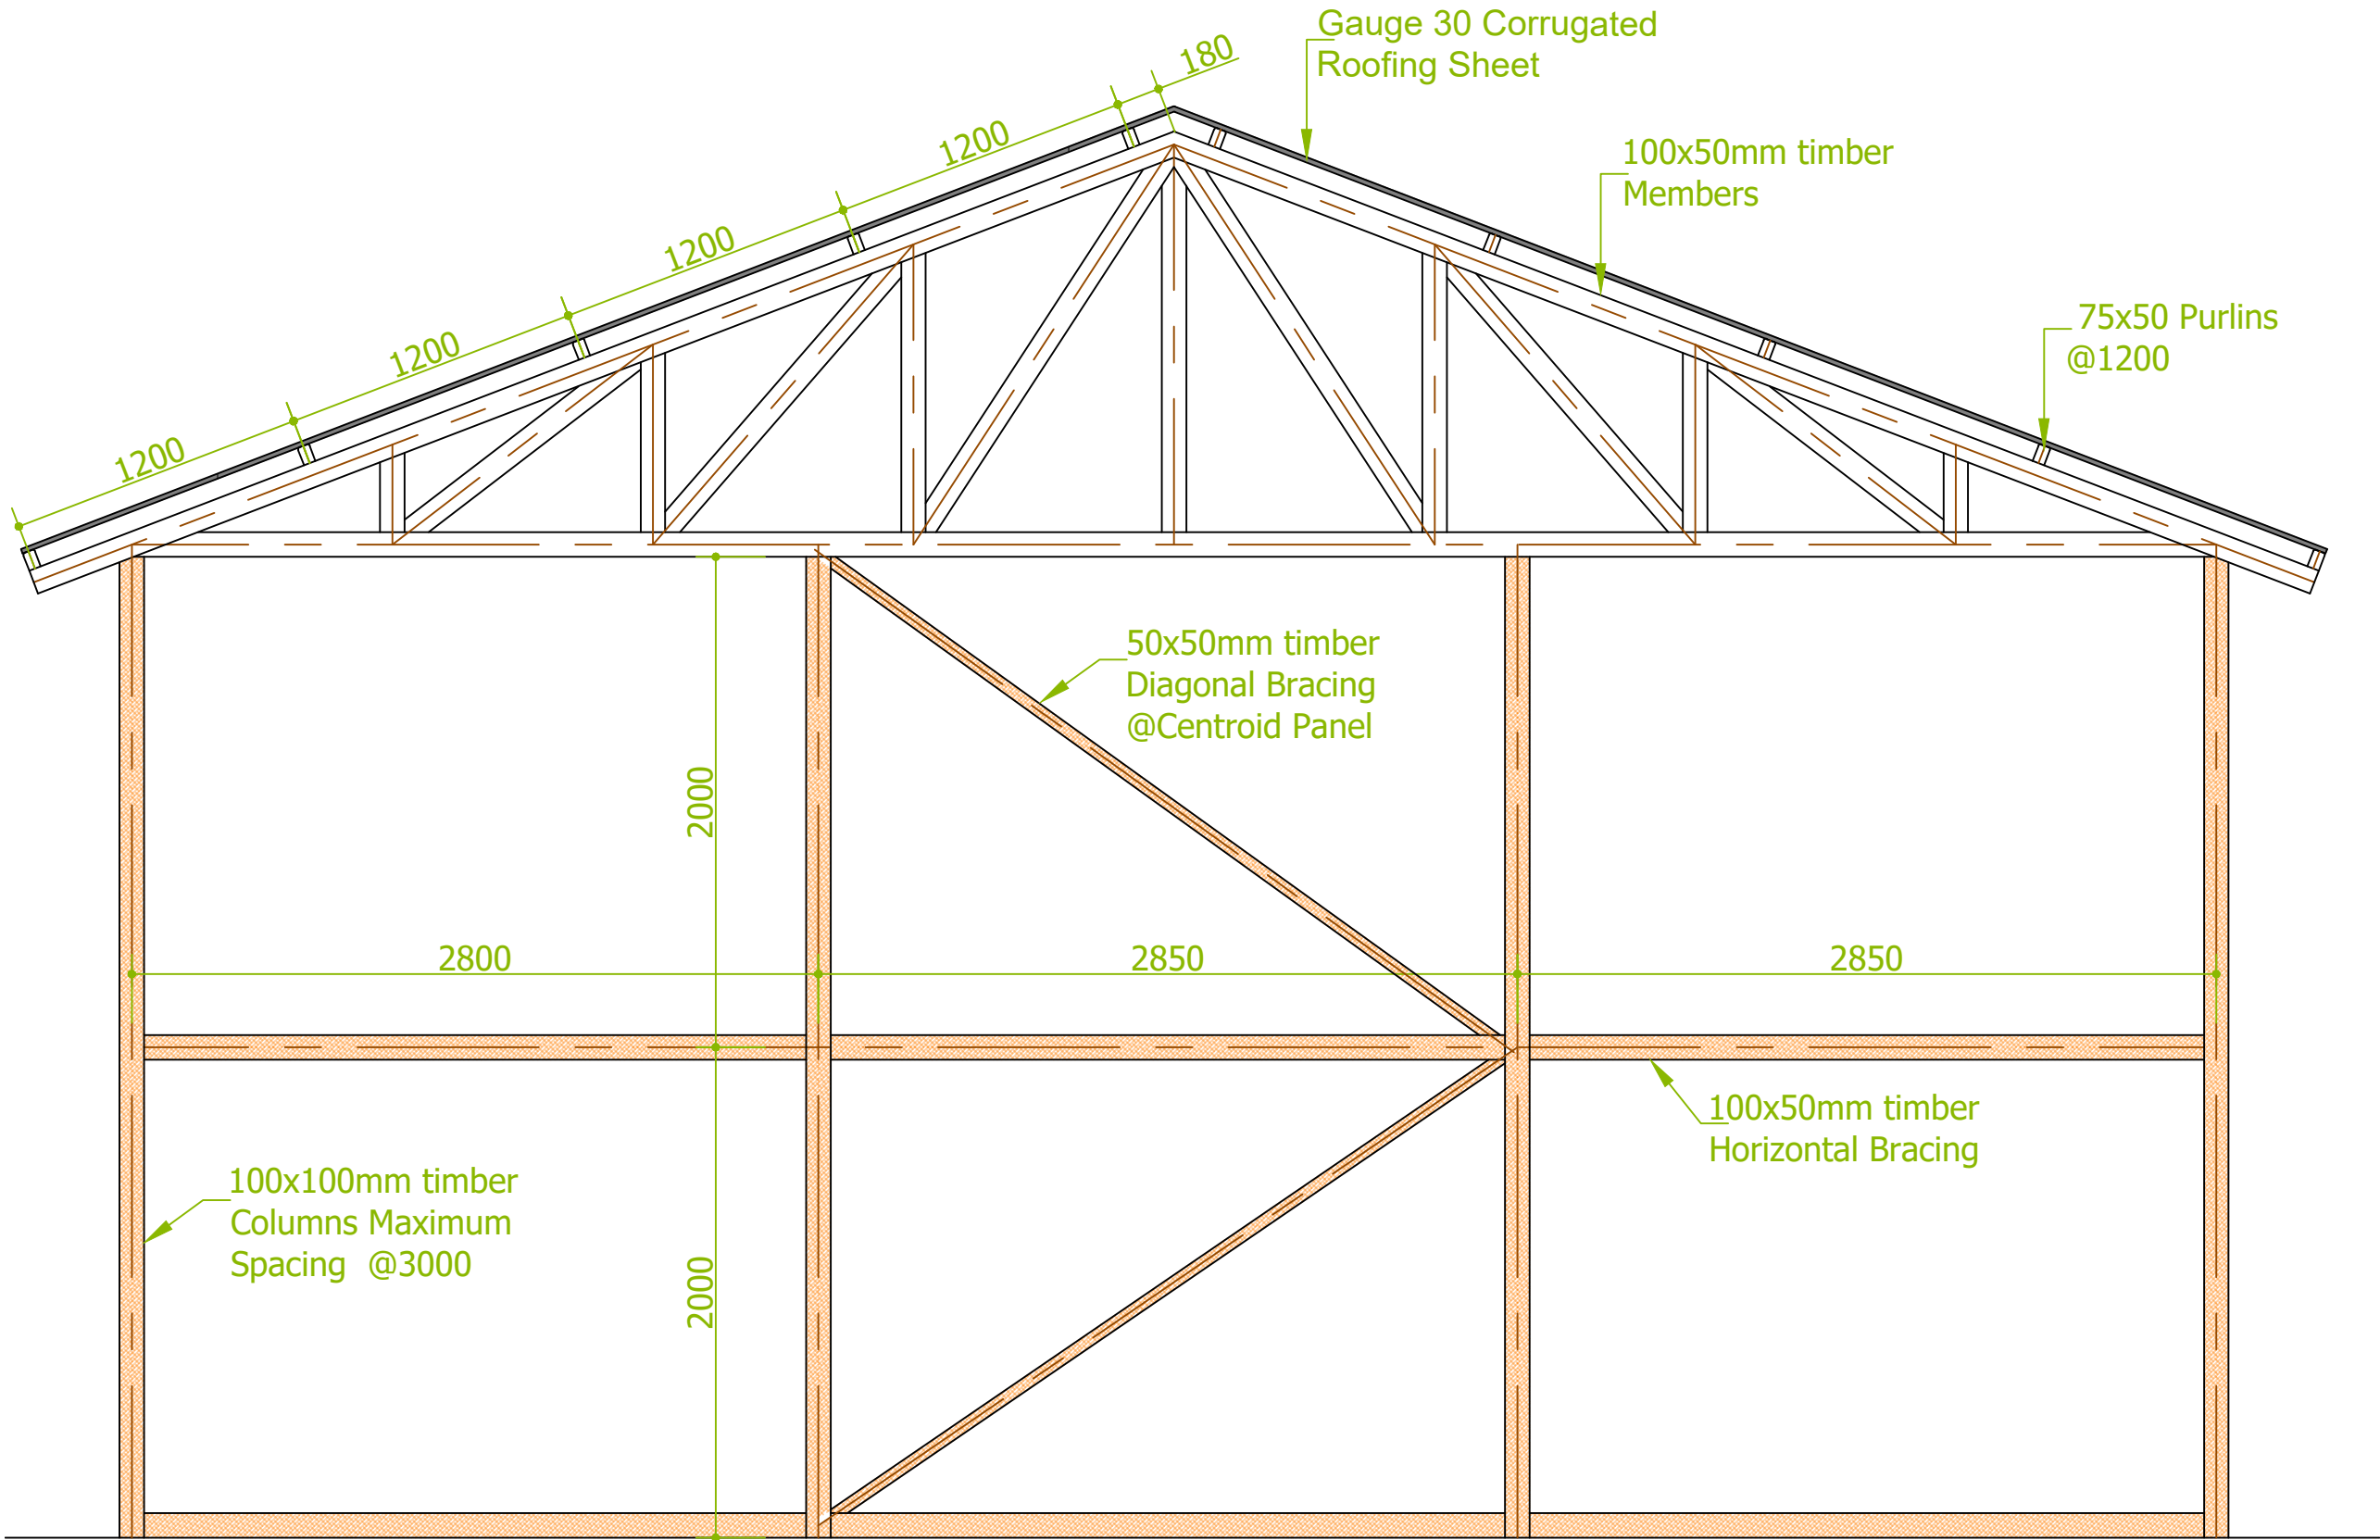 Gauge 30 Corrugated
Roofing Sheet
180
1200
1200
1200
1200
100x50mm timber
Members
75x50 Purlins
@1200
50x50mm timber
Diagonal Bracing
@Centroid Panel
2000
2800
2850
2850
100x50mm timber
Horizontal Bracing
100x100mm timber
Columns Maximum
Spacing @3000
2000